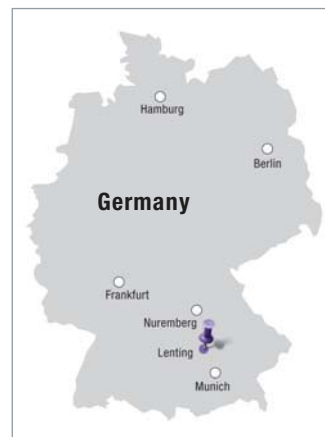 Hamburg
Berlin
Germany
Frankfurt
Nuremberg
Lenting
Munich